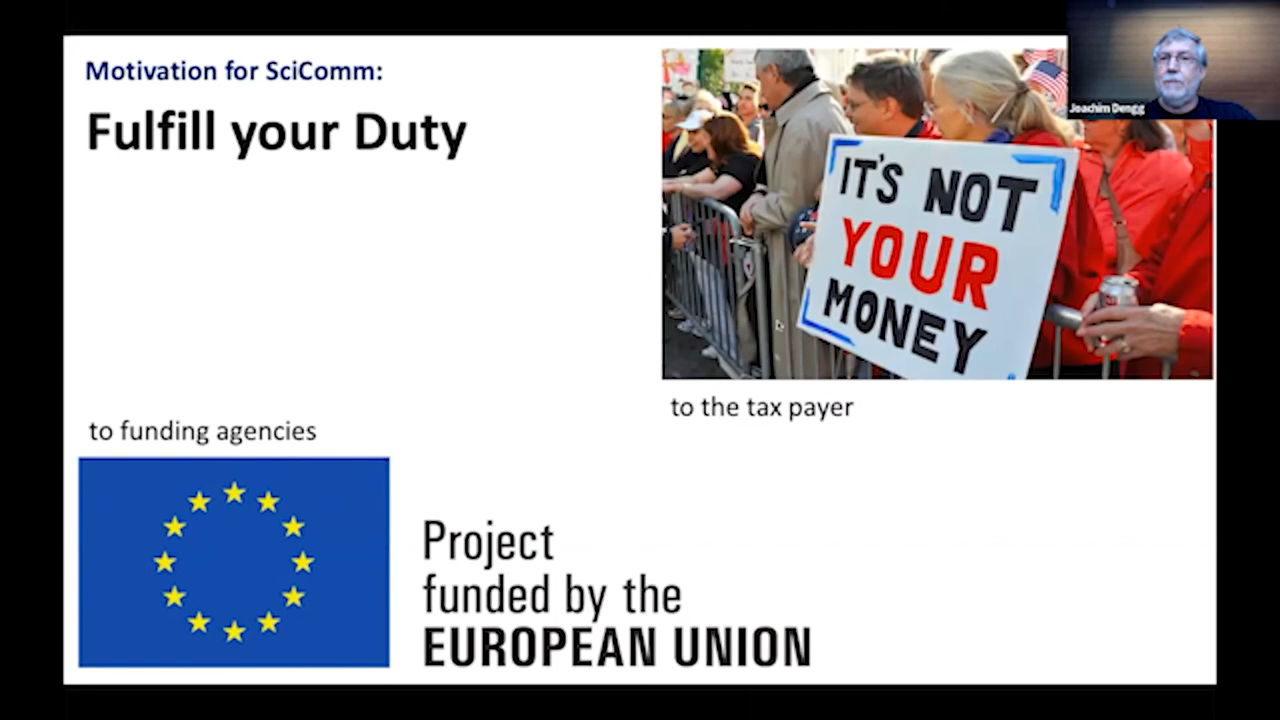 Motivation for SciComm:
Fulfill your Duty
Joachim Dengg
IT'S NOT
YOUR
MONEY
to the tax payer
to funding agencies
Project
funded by the
EUROPEAN UNION